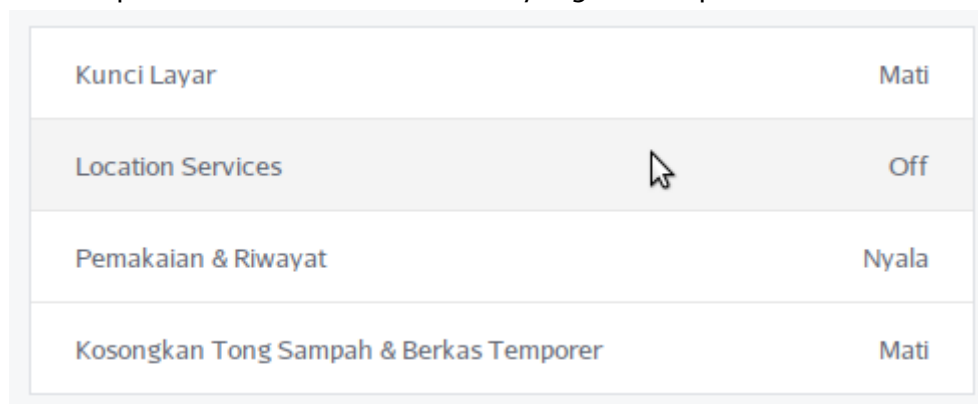 Kunci Layar Mati
Location Services Off
Pemakaian & Riwayat Nyala
Kosongkan Tong Sampah & Berkas Temporer Mati